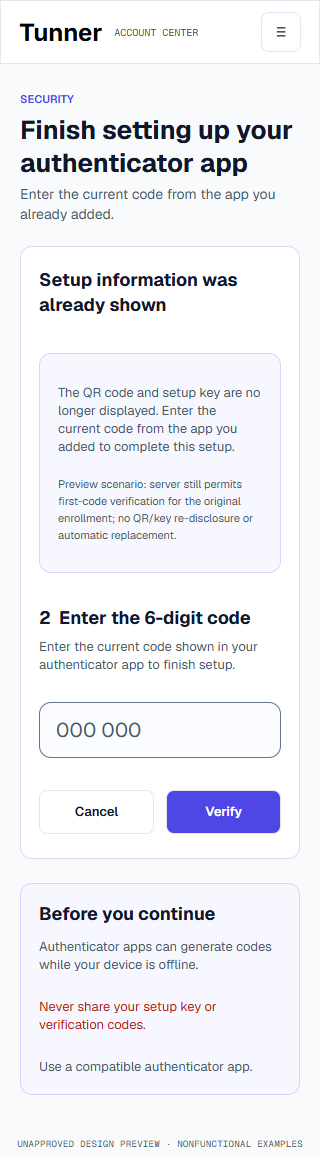 Tunner ACCOUNT CENTER ☰
SECURITY
Finish setting up your
authenticator app
Enter the current code from the app you
already added.
Setup information was
already shown
The QR code and setup key are no
longer displayed. Enter the
current code from the app you
added to complete this setup.
Preview scenario: server still permits
first-code verification for the original
enrollment; no QR/key re-disclosure or
automatic replacement.
2 Enter the 6-digit code
Enter the current code shown in your
authenticator app to finish setup.
000 000
Cancel Verify
Before you continue
Authenticator apps can generate codes
while your device is offline.
Never share your setup key or
verification codes.
Use a compatible authenticator app.
UNAPPROVED DESIGN PREVIEW · NONFUNCTIONAL EXAMPLES